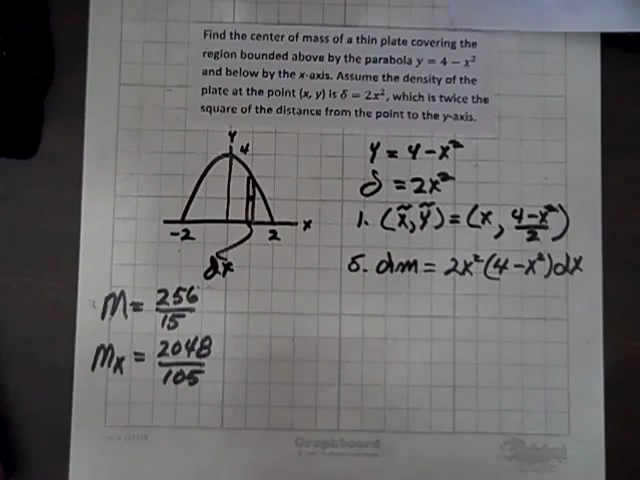 Find the center of mass of a thin plate covering the
region bounded above by the parabola y = 4 − x²
and below by the x-axis. Assume the density of the
plate at the point (x, y) is δ = 2x², which is twice the
square of the distance from the point to the y-axis.
y
4
x
-2
2
dx
y = 4-x²
δ = 2x²
1. (x̃, ỹ) = (x, (4-x²)/2)
5. dm = 2x²(4-x²)dx
M = 256/15
Mx = 2048/105
Graphboard